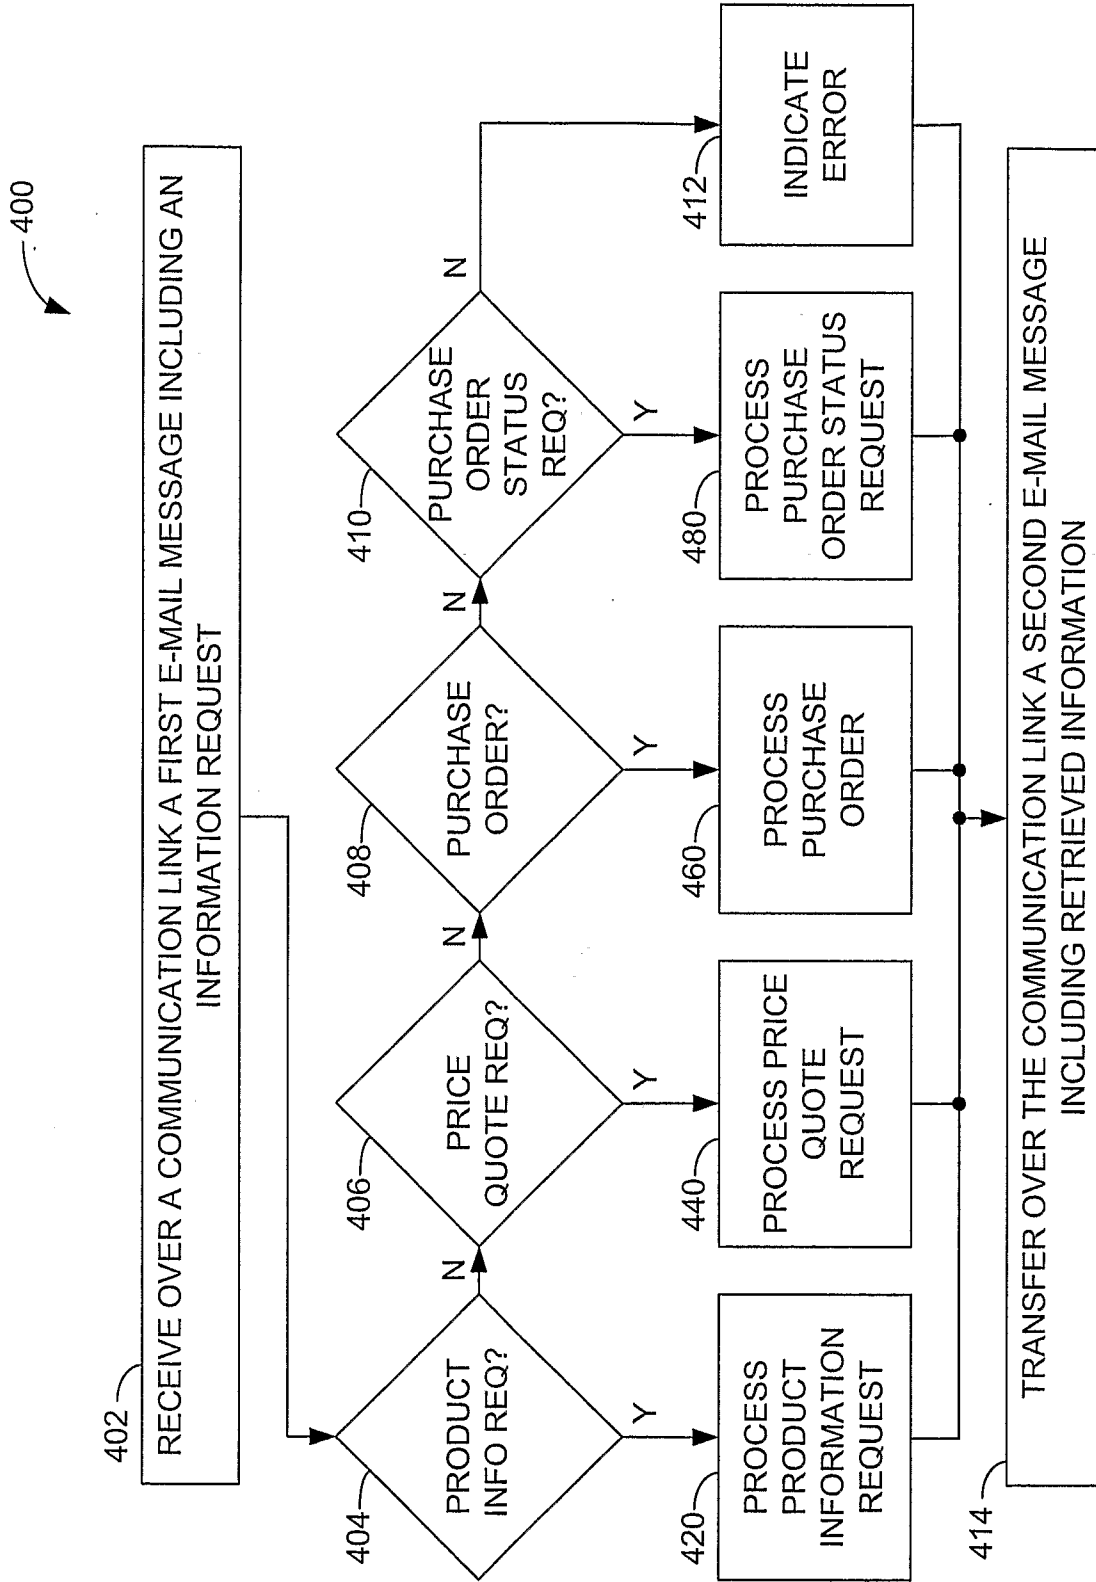 400
402
RECEIVE OVER A COMMUNICATION LINK A FIRST E-MAIL MESSAGE INCLUDING AN
INFORMATION REQUEST
404
PRODUCT
INFO REQ?
N
Y
406
PRICE
QUOTE REQ?
N
Y
408
PURCHASE
ORDER?
N
Y
410
PURCHASE
ORDER
STATUS
REQ?
N
Y
420
PROCESS
PRODUCT
INFORMATION
REQUEST
440
PROCESS PRICE
QUOTE
REQUEST
460
PROCESS
PURCHASE
ORDER
480
PROCESS
PURCHASE
ORDER STATUS
REQUEST
412
INDICATE
ERROR
414
TRANSFER OVER THE COMMUNICATION LINK A SECOND E-MAIL MESSAGE
INCLUDING RETRIEVED INFORMATION